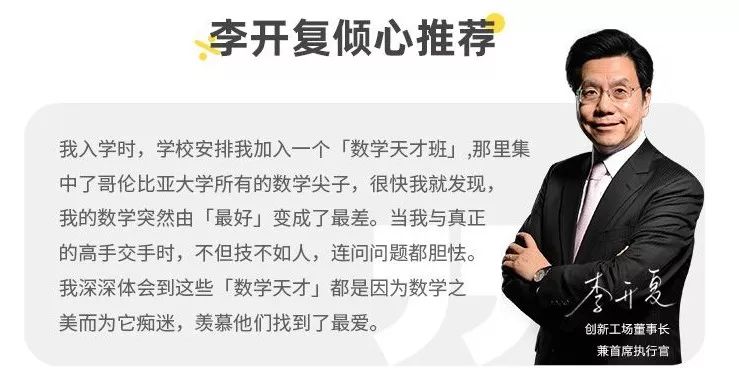 李开复倾心推荐
我入学时，学校安排我加入一个「数学天才班」,那里集
中了哥伦比亚大学所有的数学尖子，很快我就发现，
我的数学突然由「最好」变成了最差。当我与真正
的高手交手时，不但技不如人，连问问题都胆怯。
我深深体会到这些「数学天才」都是因为数学之
美而为它痴迷，羡慕他们找到了最爱。
李开复
创新工场董事长
兼首席执行官